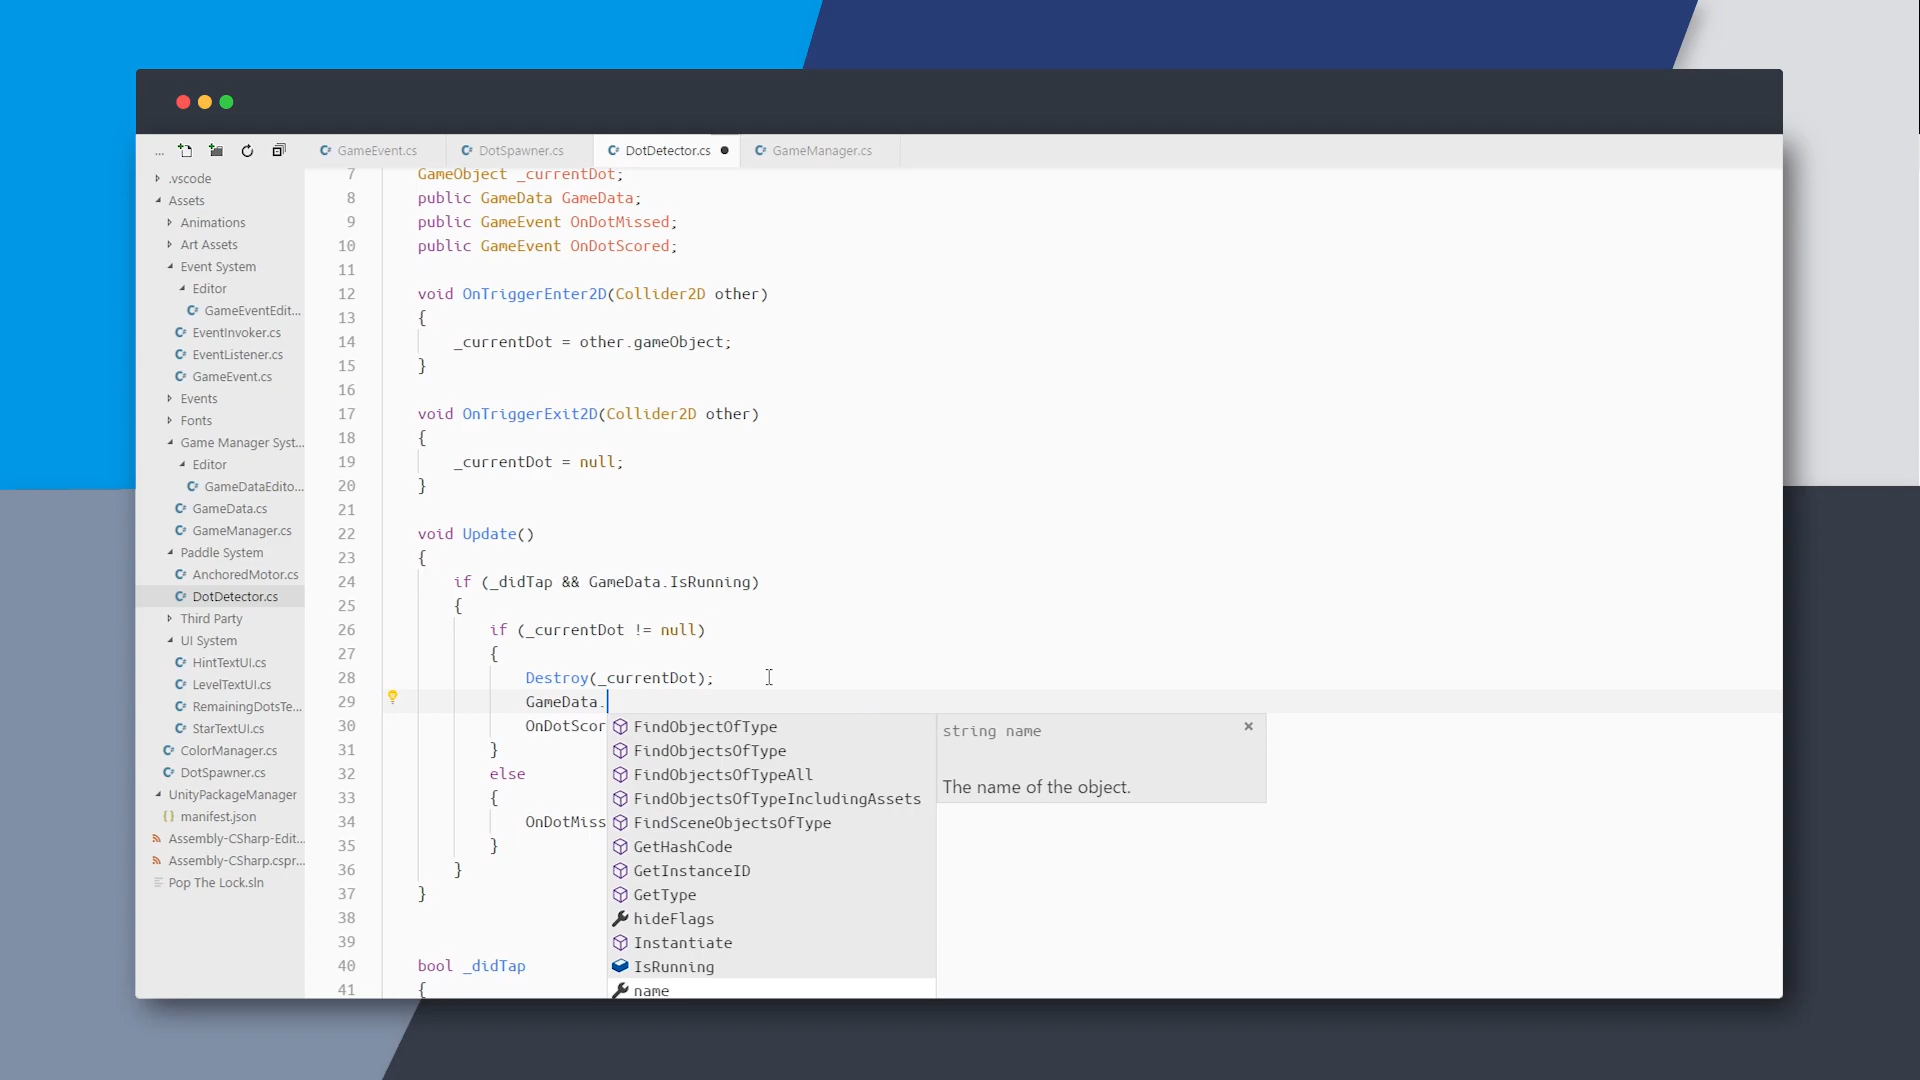 ...
GameEvent.cs
DotSpawner.cs
DotDetector.cs
GameManager.cs
.vscode
Assets
Animations
Art Assets
Event System
Editor
GameEventEdit...
EventInvoker.cs
EventListener.cs
GameEvent.cs
Events
Fonts
Game Manager Syst...
Editor
GameDataEdito...
GameData.cs
GameManager.cs
Paddle System
AnchoredMotor.cs
DotDetector.cs
Third Party
UI System
HintTextUI.cs
LevelTextUI.cs
RemainingDotsTe...
StarTextUI.cs
ColorManager.cs
DotSpawner.cs
UnityPackageManager
{} manifest.json
Assembly-CSharp-Edit...
Assembly-CSharp.cspr...
Pop The Lock.sln
7 GameObject _currentDot;
8 public GameData GameData;
9 public GameEvent OnDotMissed;
10 public GameEvent OnDotScored;
11
12 void OnTriggerEnter2D(Collider2D other)
13 {
14 _currentDot = other.gameObject;
15 }
16
17 void OnTriggerExit2D(Collider2D other)
18 {
19 _currentDot = null;
20 }
21
22 void Update()
23 {
24 if (_didTap && GameData.IsRunning)
25 {
26 if (_currentDot != null)
27 {
28 Destroy(_currentDot);
29 GameData.
30 OnDotScor
31 }
32 else
33 {
34 OnDotMiss
35 }
36 }
37 }
38
39
40 bool _didTap
41 {
FindObjectOfType
FindObjectsOfType
FindObjectsOfTypeAll
FindObjectsOfTypeIncludingAssets
FindSceneObjectsOfType
GetHashCode
GetInstanceID
GetType
hideFlags
Instantiate
IsRunning
name
string name
The name of the object.